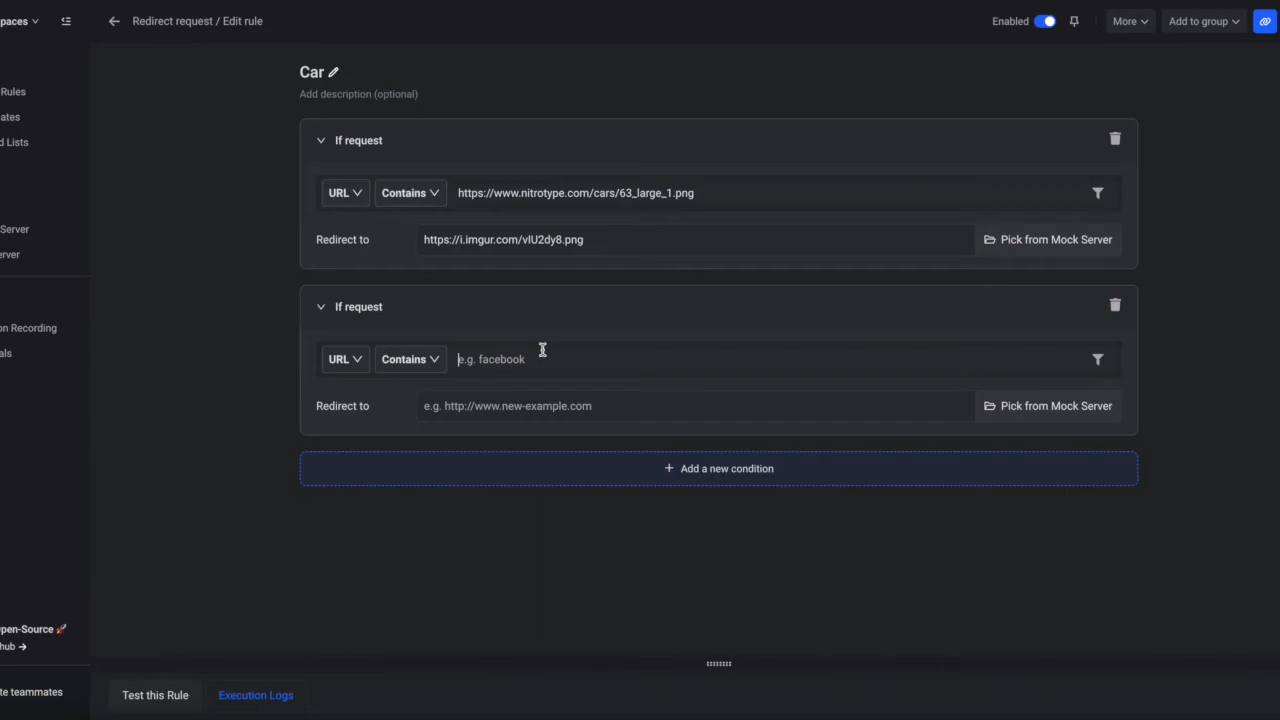 paces
Redirect request / Edit rule
Enabled
More
Add to group
Rules
ates
d Lists
Server
erver
on Recording
als
pen-Source 🚀
hub →
te teammates
Car
Add description (optional)
If request
URL Contains https://www.nitrotype.com/cars/63_large_1.png
Redirect to https://i.imgur.com/vIU2dy8.png Pick from Mock Server
If request
URL Contains e.g. facebook
Redirect to e.g. http://www.new-example.com Pick from Mock Server
+ Add a new condition
Test this Rule Execution Logs